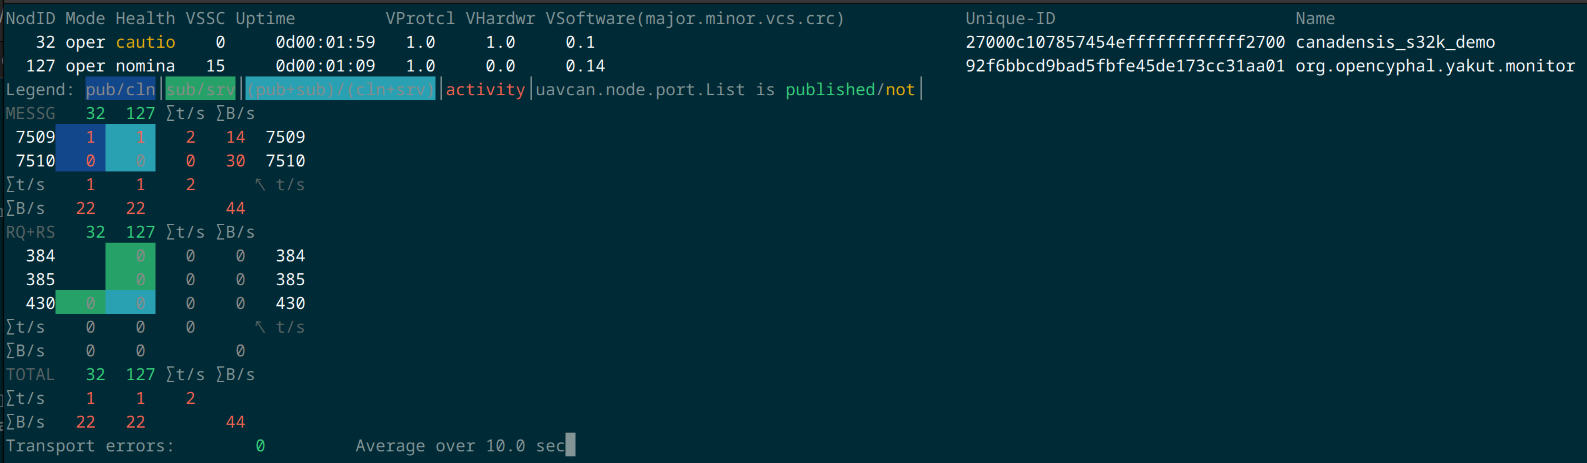 NodID Mode Health VSSC Uptime VProtcl VHardwr VSoftware(major.minor.vcs.crc) Unique-ID Name
32 oper cautio 0 0d00:01:59 1.0 1.0 0.1 27000c107857454effffffffffff2700 canadensis_s32k_demo
127 oper nomina 15 0d00:01:09 1.0 0.0 0.14 92f6bbcd9bad5fbfe45de173cc31aa01 org.opencyphal.yakut.monitor
Legend: pub/cln|sub/srv|(pub+sub)/(cln+srv)|activity|uavcan.node.port.List is published/not|
MESSG 32 127 ∑t/s ∑B/s
7509 1 1 2 14 7509
7510 0 0 0 30 7510
∑t/s 1 1 2 ↖ t/s
∑B/s 22 22 44
RQ+RS 32 127 ∑t/s ∑B/s
384 0 0 0 384
385 0 0 0 385
430 0 0 0 0 430
∑t/s 0 0 0 ↖ t/s
∑B/s 0 0 0
TOTAL 32 127 ∑t/s ∑B/s
∑t/s 1 1 2
∑B/s 22 22 44
Transport errors: 0 Average over 10.0 sec